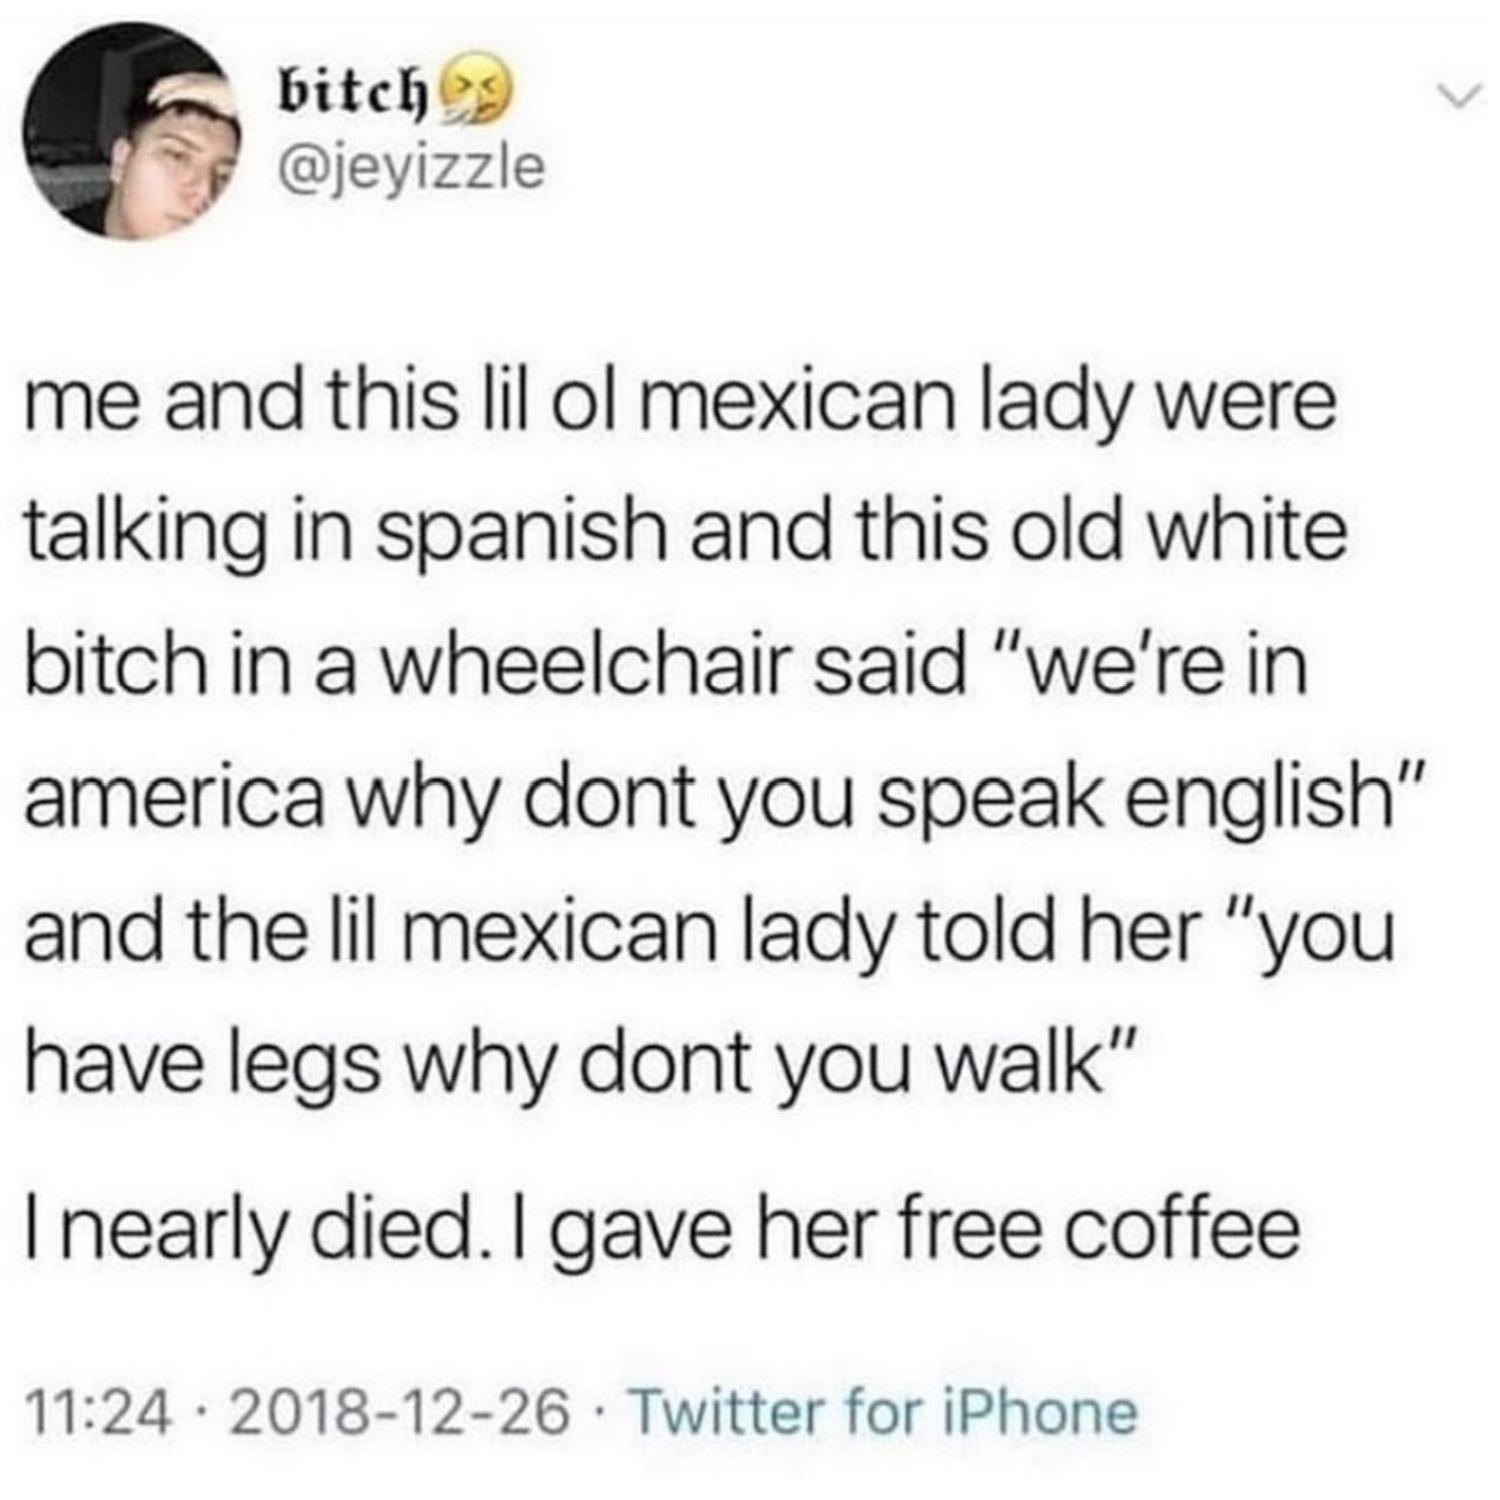 bitch🤧
@jeyizzle
me and this lil ol mexican lady were
talking in spanish and this old white
bitch in a wheelchair said "we're in
america why dont you speak english"
and the lil mexican lady told her "you
have legs why dont you walk"
I nearly died. I gave her free coffee
11:24 · 2018-12-26 · Twitter for iPhone